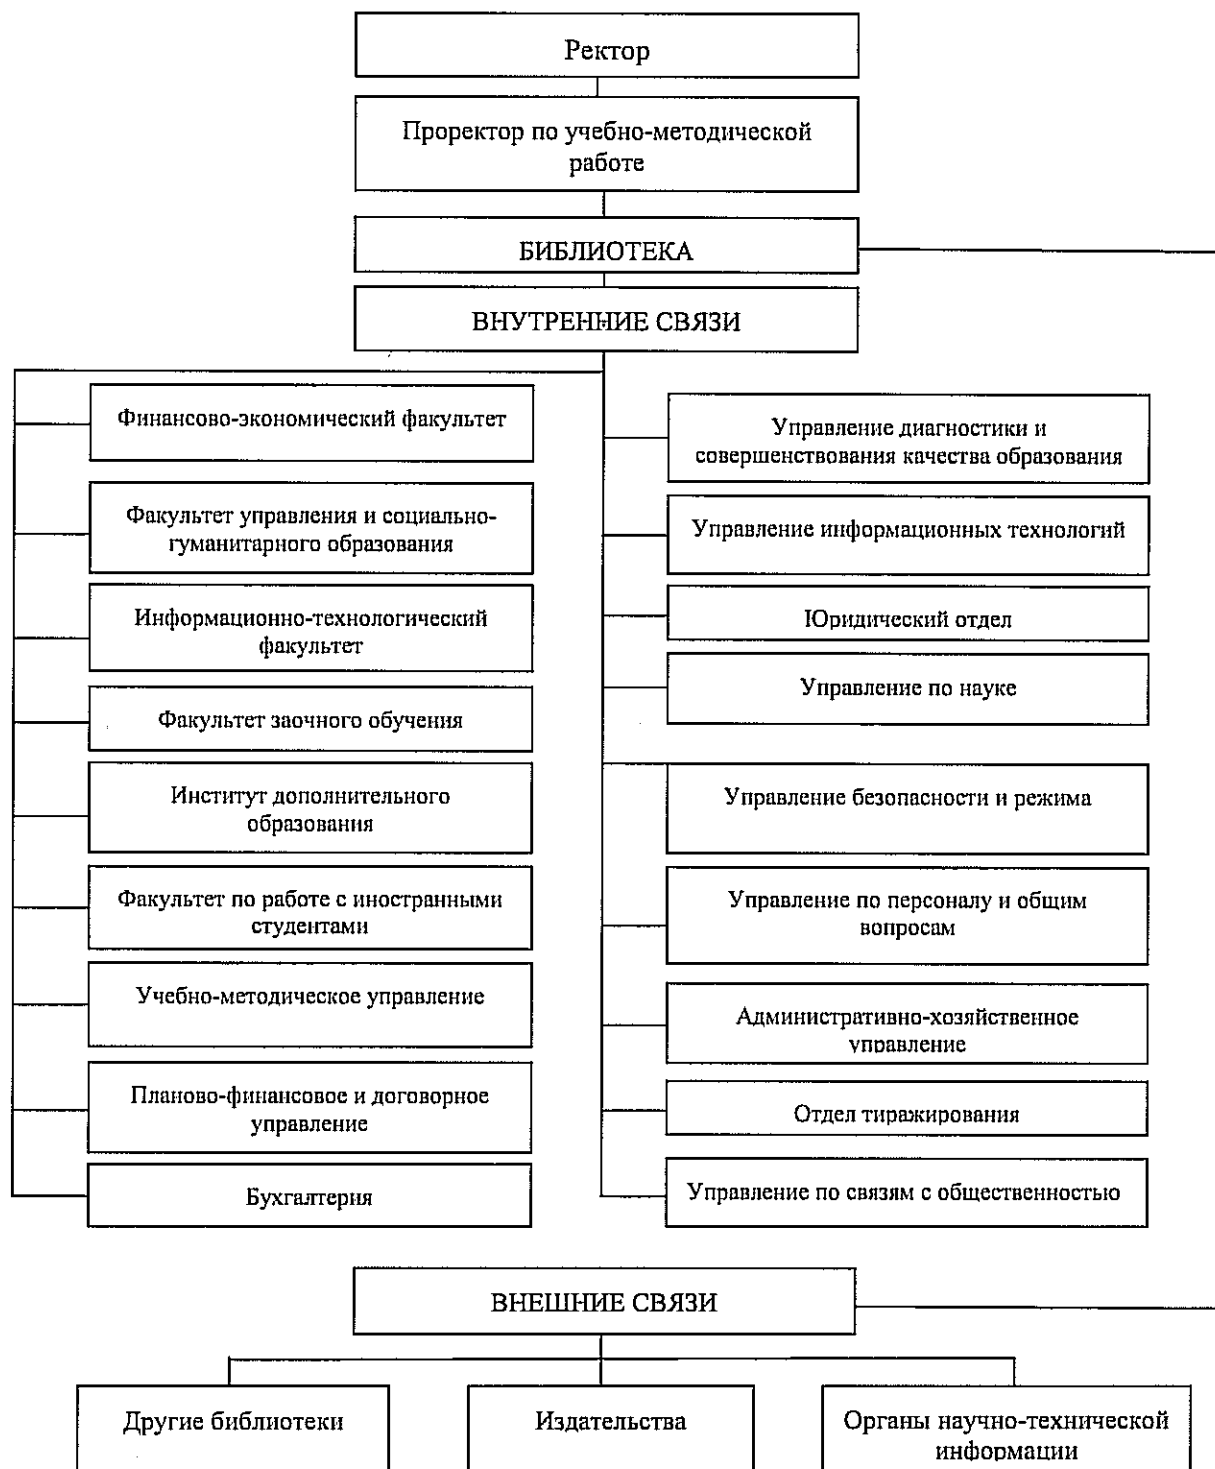 Ректор
Проректор по учебно-методической
работе
БИБЛИОТЕКА
ВНУТРЕННИЕ СВЯЗИ
Финансово-экономический факультет
Факультет управления и социально-
гуманитарного образования
Информационно-технологический
факультет
Факультет заочного обучения
Институт дополнительного
образования
Факультет по работе с иностранными
студентами
Учебно-методическое управление
Планово-финансовое и договорное
управление
Бухгалтерия
Управление диагностики и
совершенствования качества образования
Управление информационных технологий
Юридический отдел
Управление по науке
Управление безопасности и режима
Управление по персоналу и общим
вопросам
Административно-хозяйственное
управление
Отдел тиражирования
Управление по связям с общественностью
ВНЕШНИЕ СВЯЗИ
Другие библиотеки
Издательства
Органы научно-технической
информации